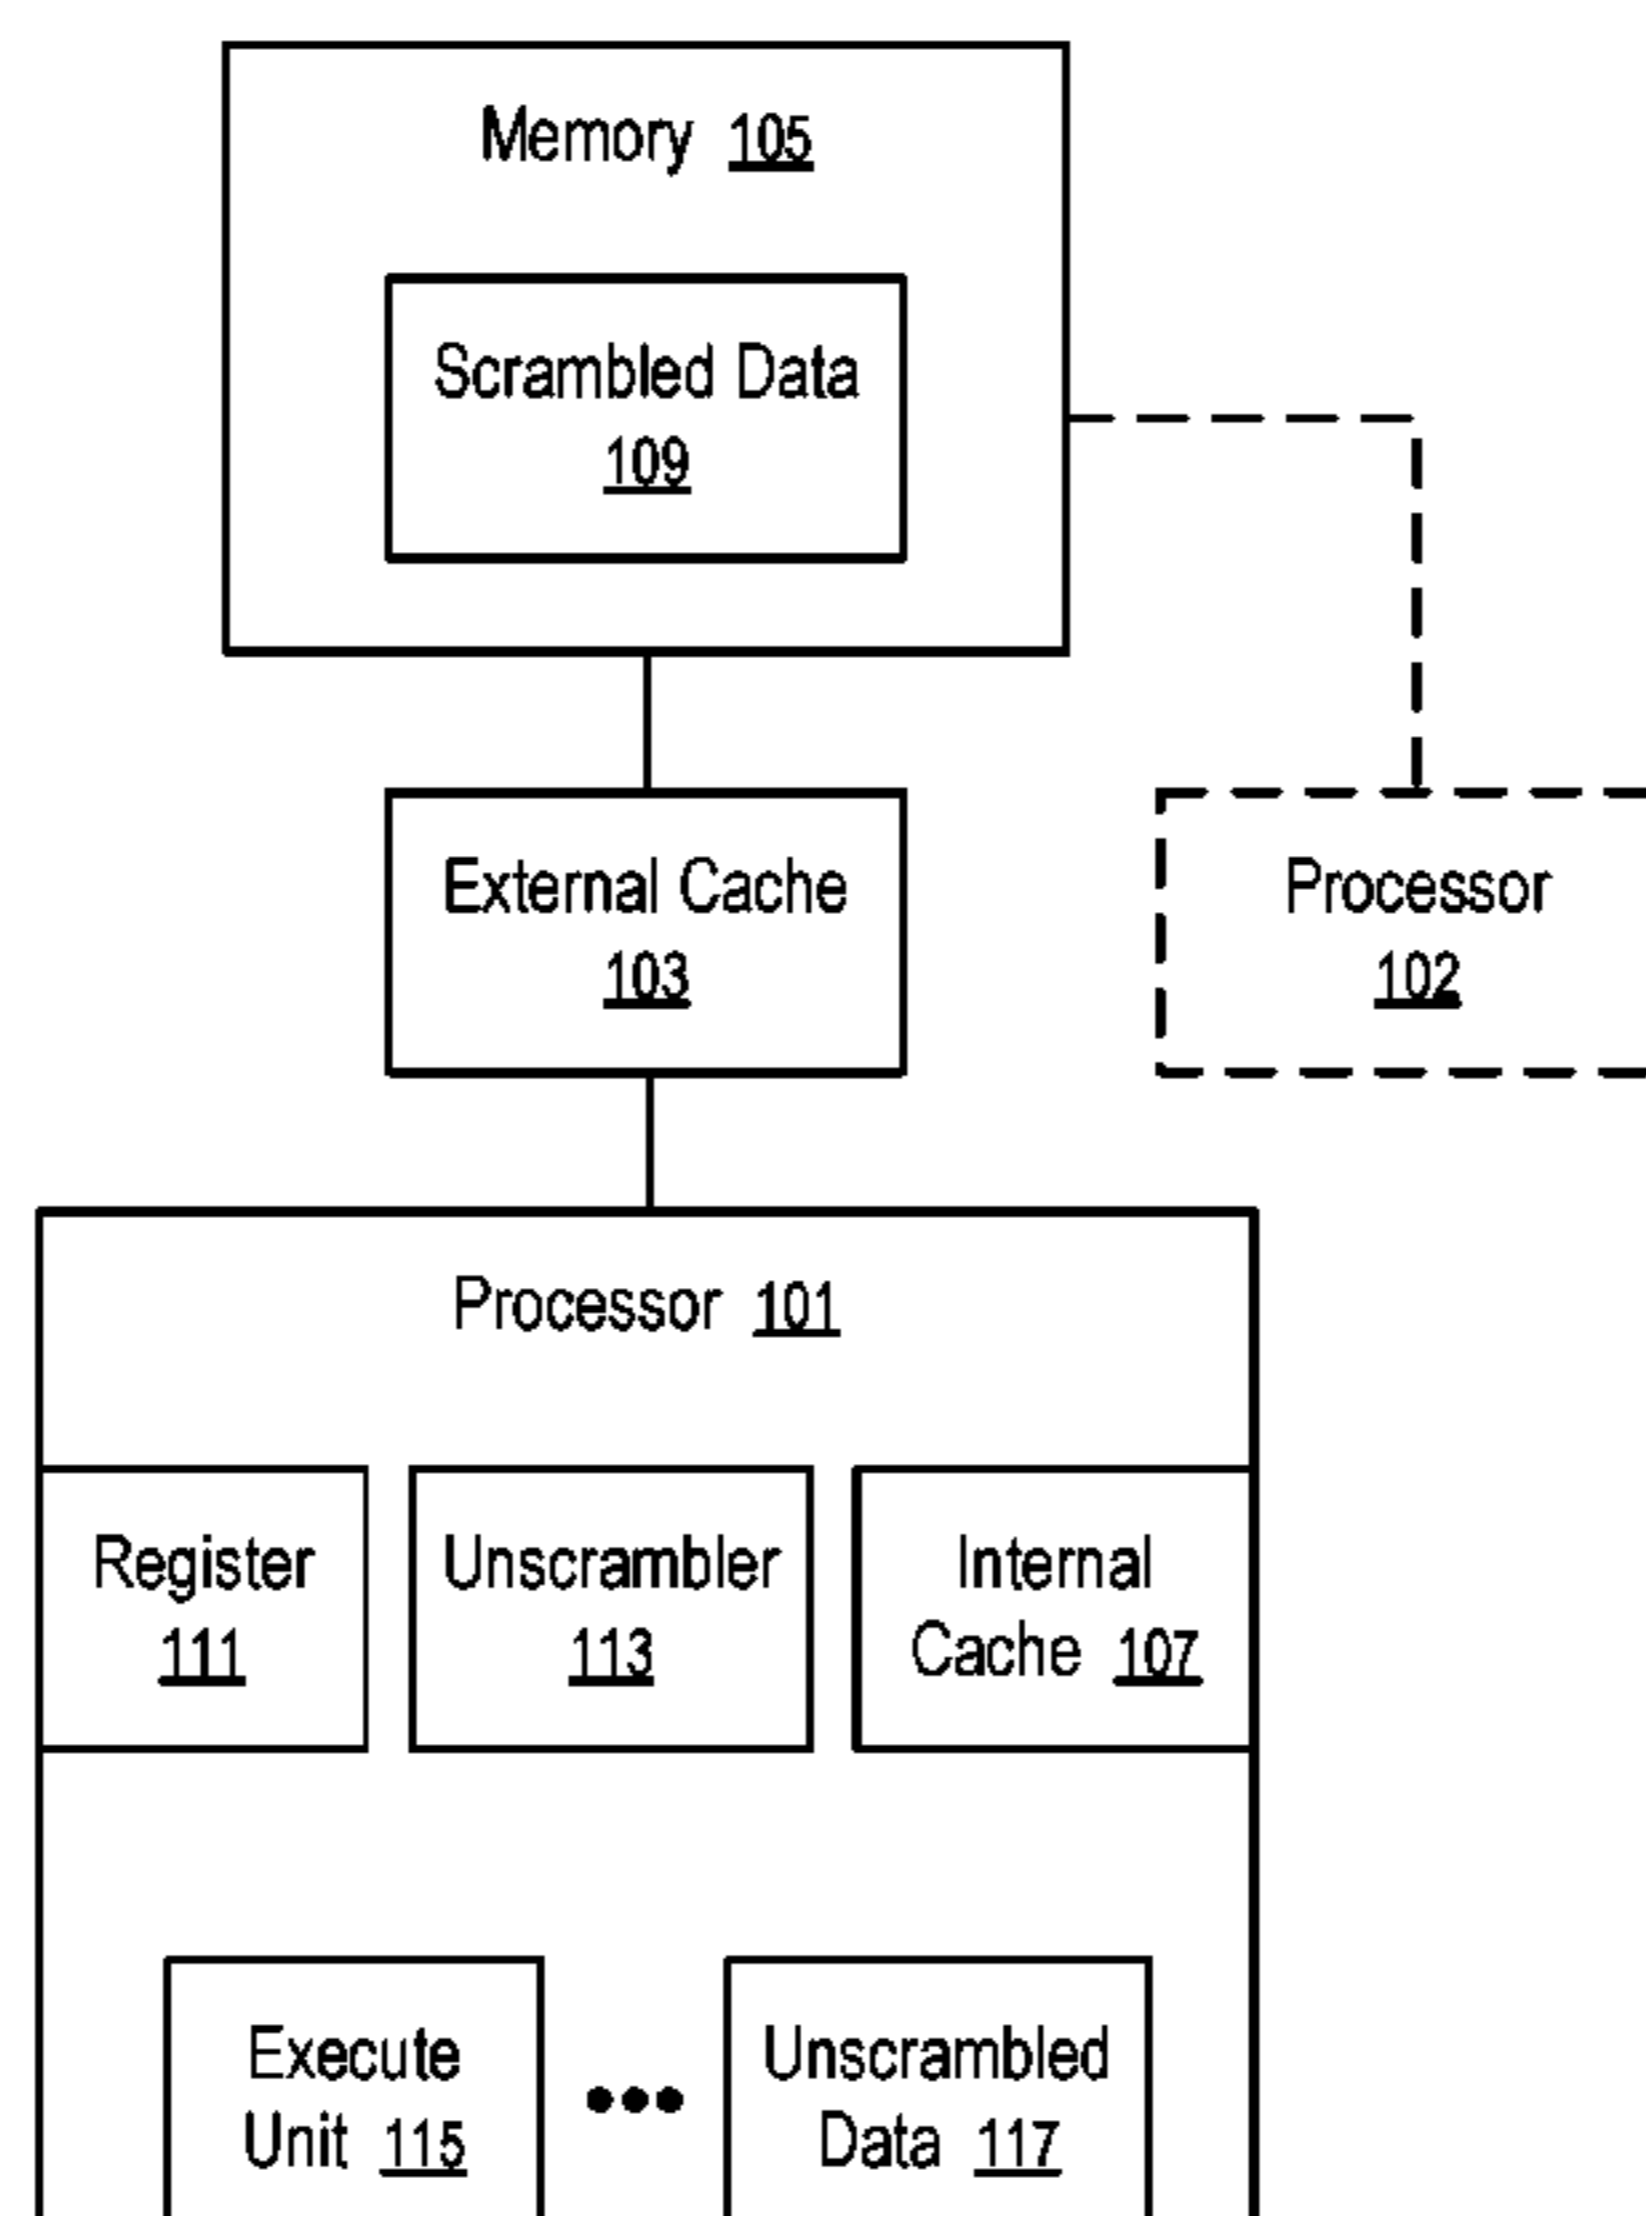 Memory 105
Scrambled Data
109
External Cache
103
Processor
102
Processor 101
Register
111
Unscrambler
113
Internal
Cache 107
Execute
Unit 115
Unscrambled
Data 117